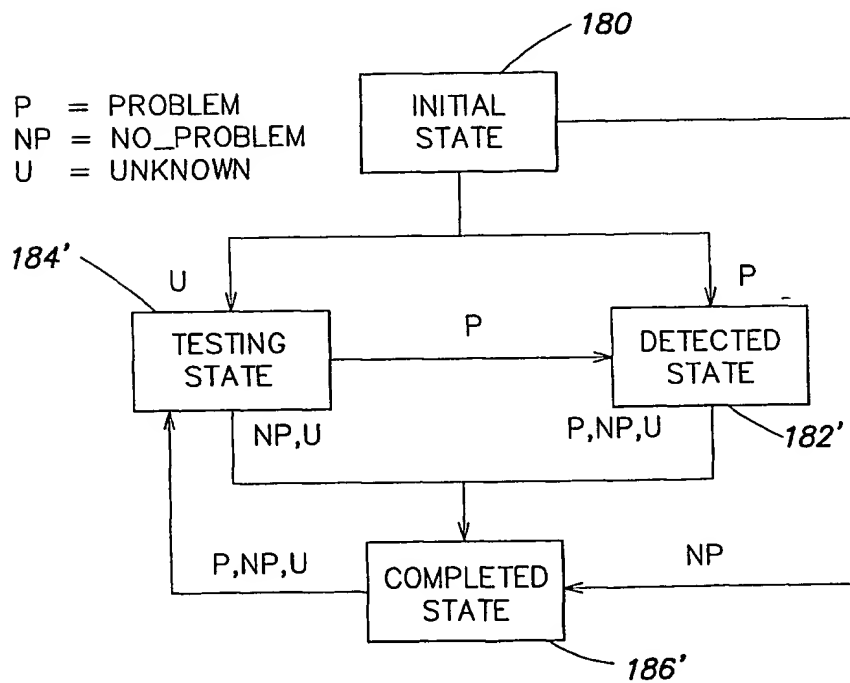 180
INITIAL
STATE
P = PROBLEM
NP = NO_PROBLEM
U = UNKNOWN
184'
U
P
TESTING
STATE
P
DETECTED
STATE
NP,U
P,NP,U
182'
P,NP,U
COMPLETED
STATE
NP
186'